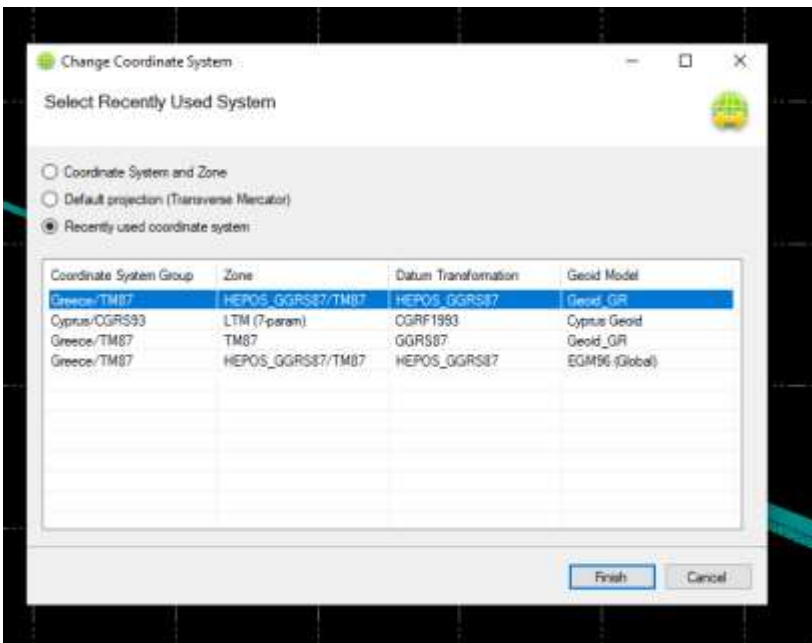 Change Coordinate System
Select Recently Used System
Coordinate System and Zone
Default projection (Transverse Mercator)
Recently used coordinate system
Coordinate System Group Zone Datum Transformation Geoid Model
Greece/TM87 HEPOS_GGRS87/TM87 HEPOS_GGRS87 Geoid_GR
Cyprus/CGRS93 LTM (7-param) CGRF1993 Cyprus Geoid
Greece/TM87 TM87 GGRS87 Geoid_GR
Greece/TM87 HEPOS_GGRS87/TM87 HEPOS_GGRS87 EGM96 (Global)
Finish Cancel